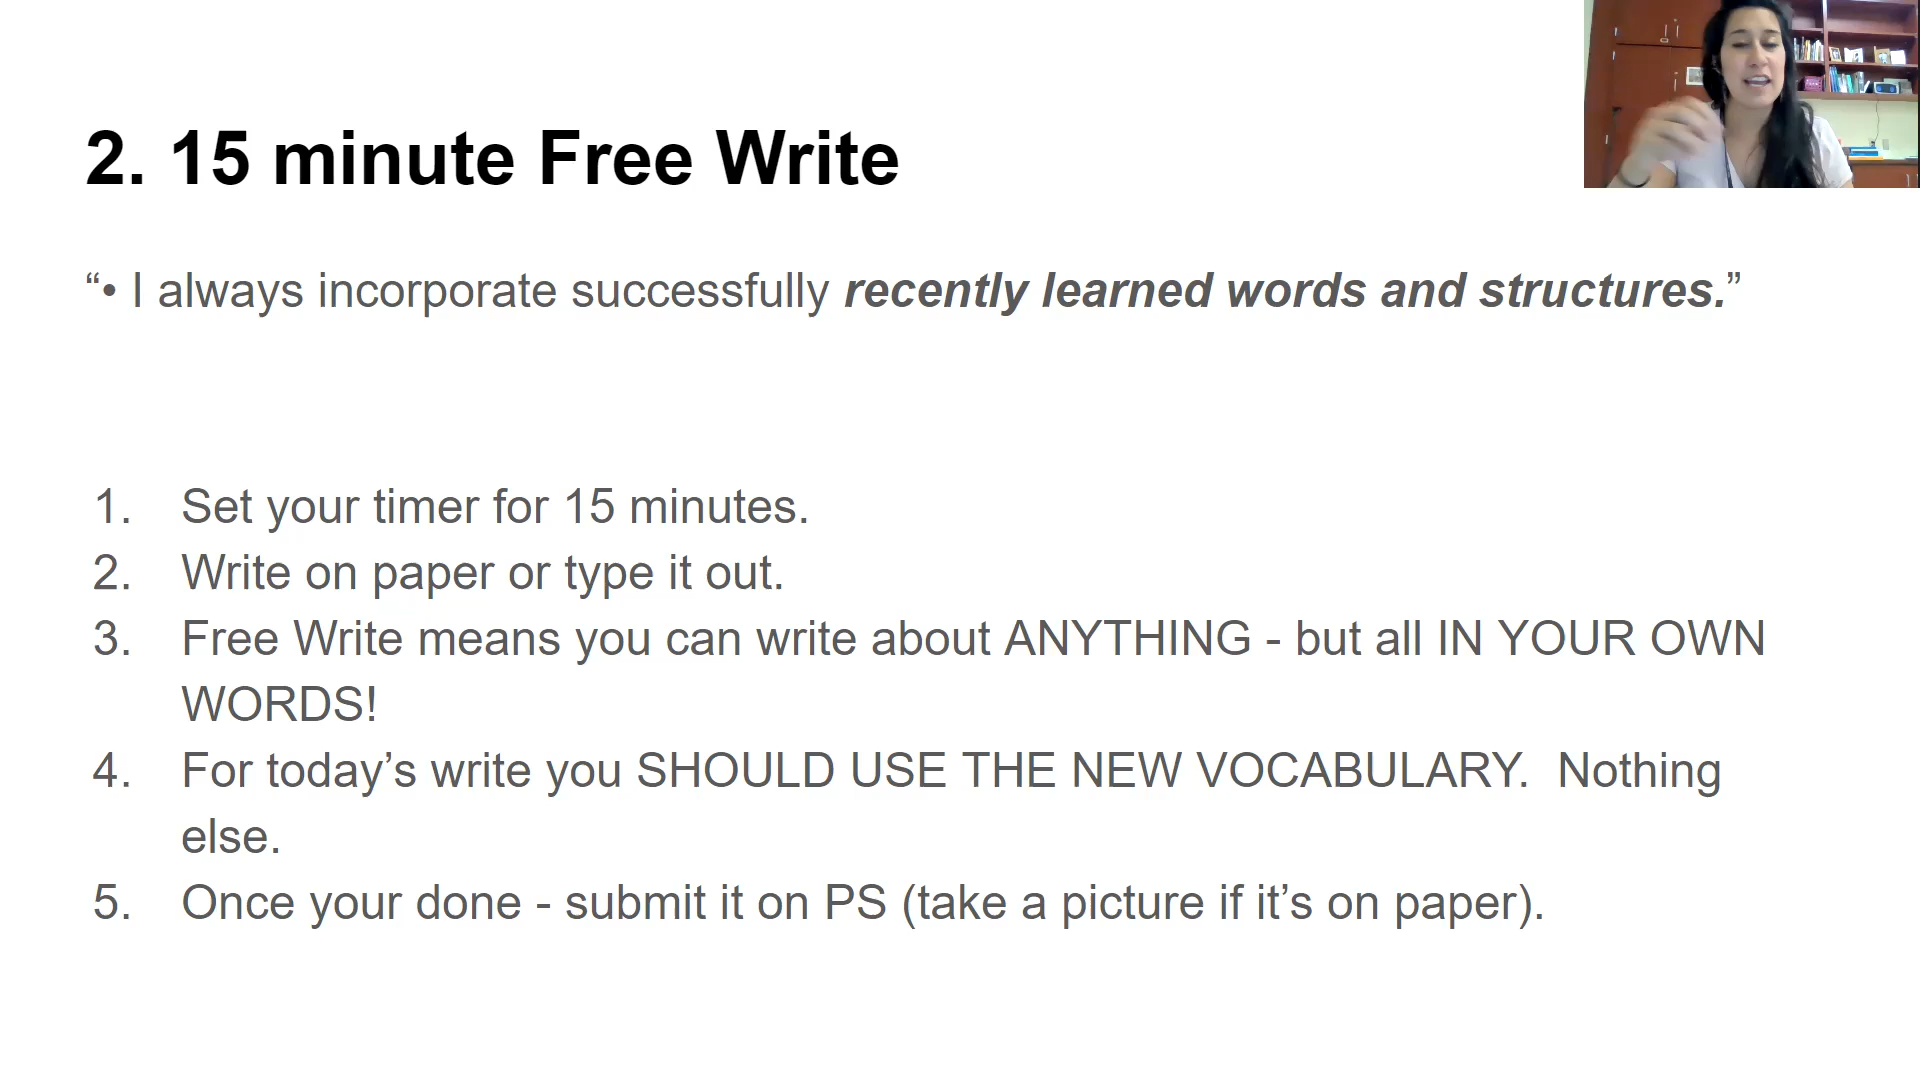 2. 15 minute Free Write
“• I always incorporate successfully recently learned words and structures.”
1. Set your timer for 15 minutes.
2. Write on paper or type it out.
3. Free Write means you can write about ANYTHING - but all IN YOUR OWN
WORDS!
4. For today’s write you SHOULD USE THE NEW VOCABULARY.  Nothing
else.
5. Once your done - submit it on PS (take a picture if it’s on paper).